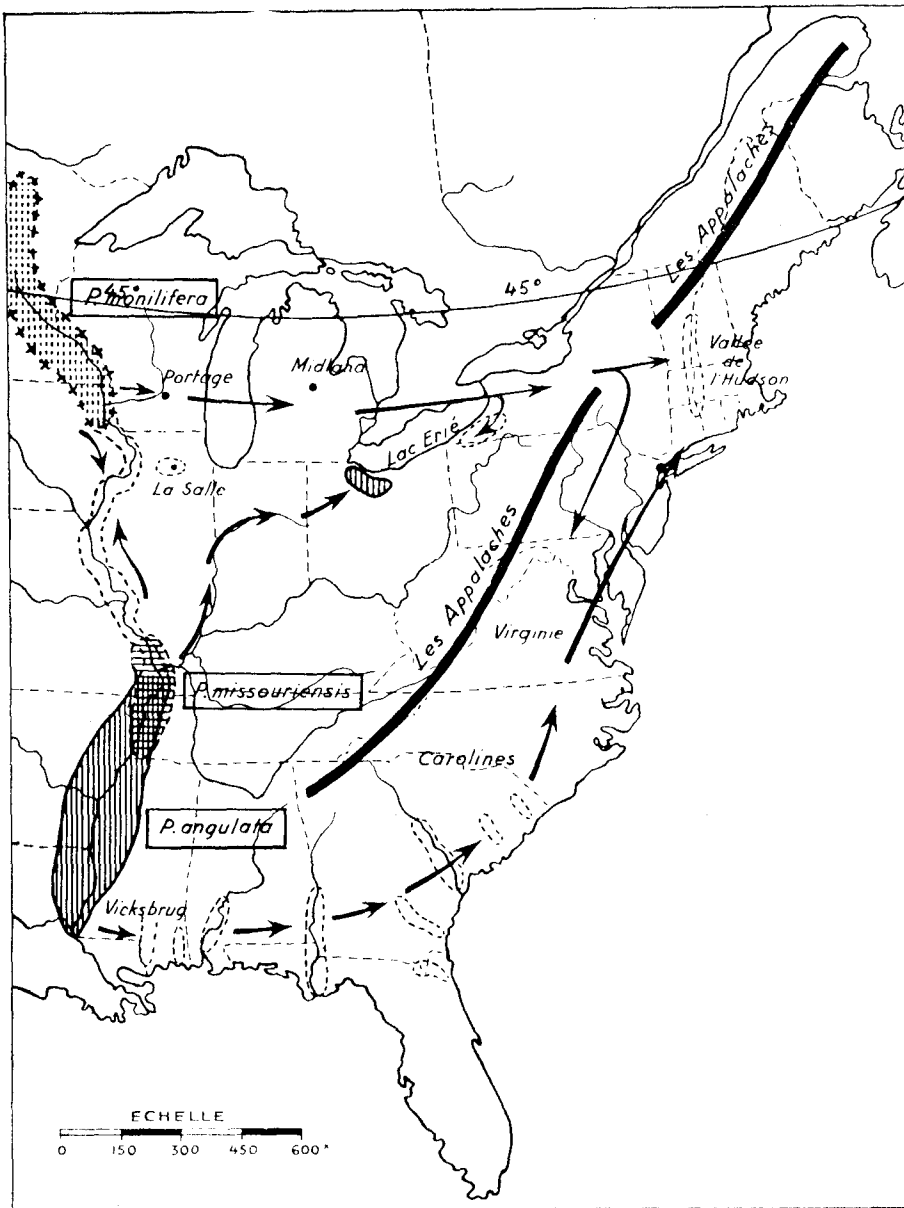 Les Appalaches
P. monilifera
45°
45°
Portage
Midland
Vallée
de
l'Hudson
Lac Erié
La Salle
Les Appalaches
Virginie
P. missouriensis
Carolines
P. angulata
Vicksbrug
ECHELLE
0 150 300 450 600ᴷ